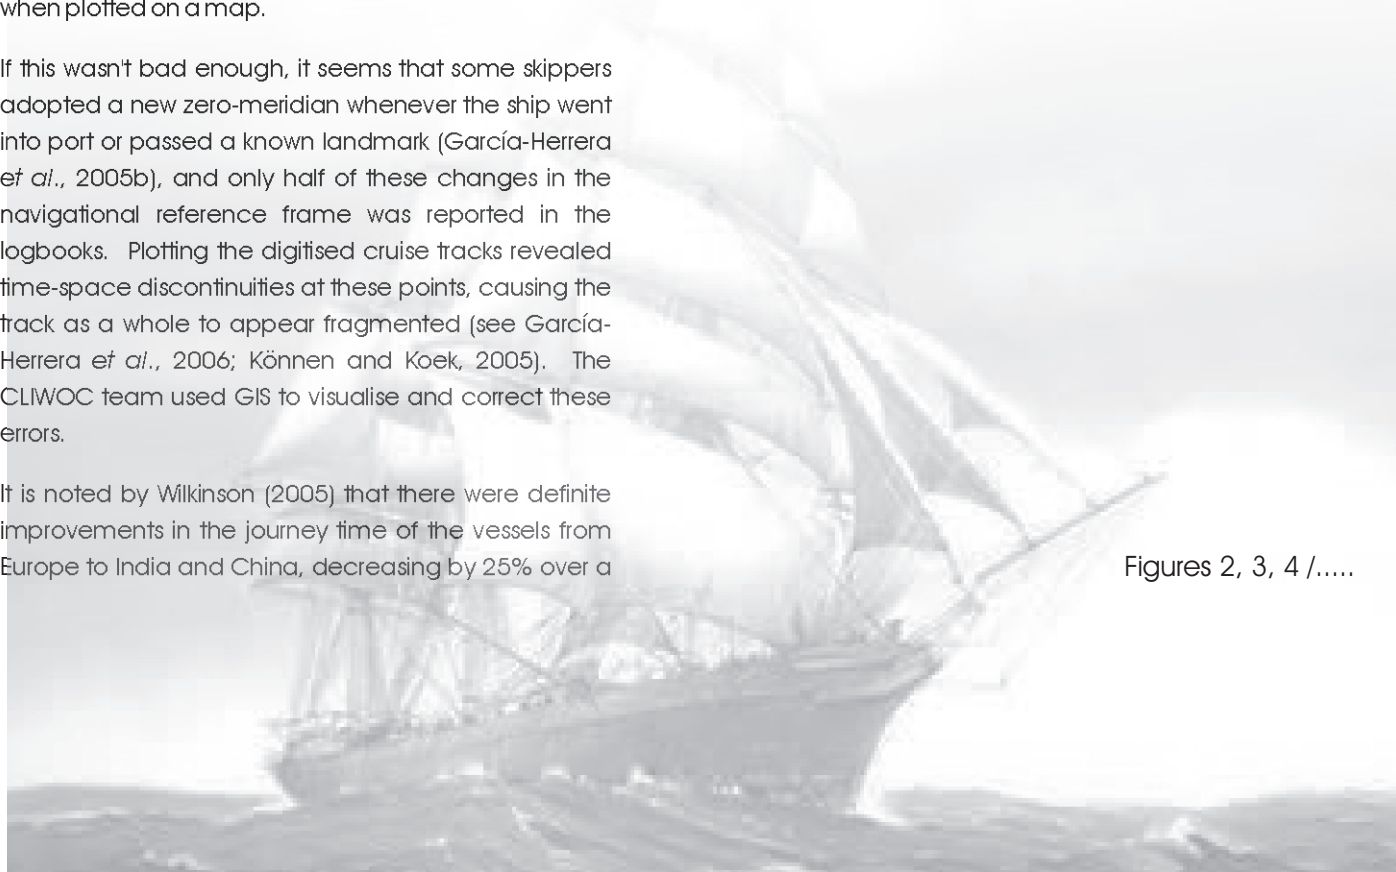 when plotted on a map.
If this wasn't bad enough, it seems that some skippers
adopted a new zero-meridian whenever the ship went
into port or passed a known landmark (García-Herrera
et al., 2005b), and only half of these changes in the
navigational reference frame was reported in the
logbooks. Plotting the digitised cruise tracks revealed
time-space discontinuities at these points, causing the
track as a whole to appear fragmented (see García-
Herrera et al., 2006; Können and Koek, 2005). The
CLIWOC team used GIS to visualise and correct these
errors.
It is noted by Wilkinson (2005) that there were definite
improvements in the journey time of the vessels from
Europe to India and China, decreasing by 25% over a
Figures 2, 3, 4 /.....